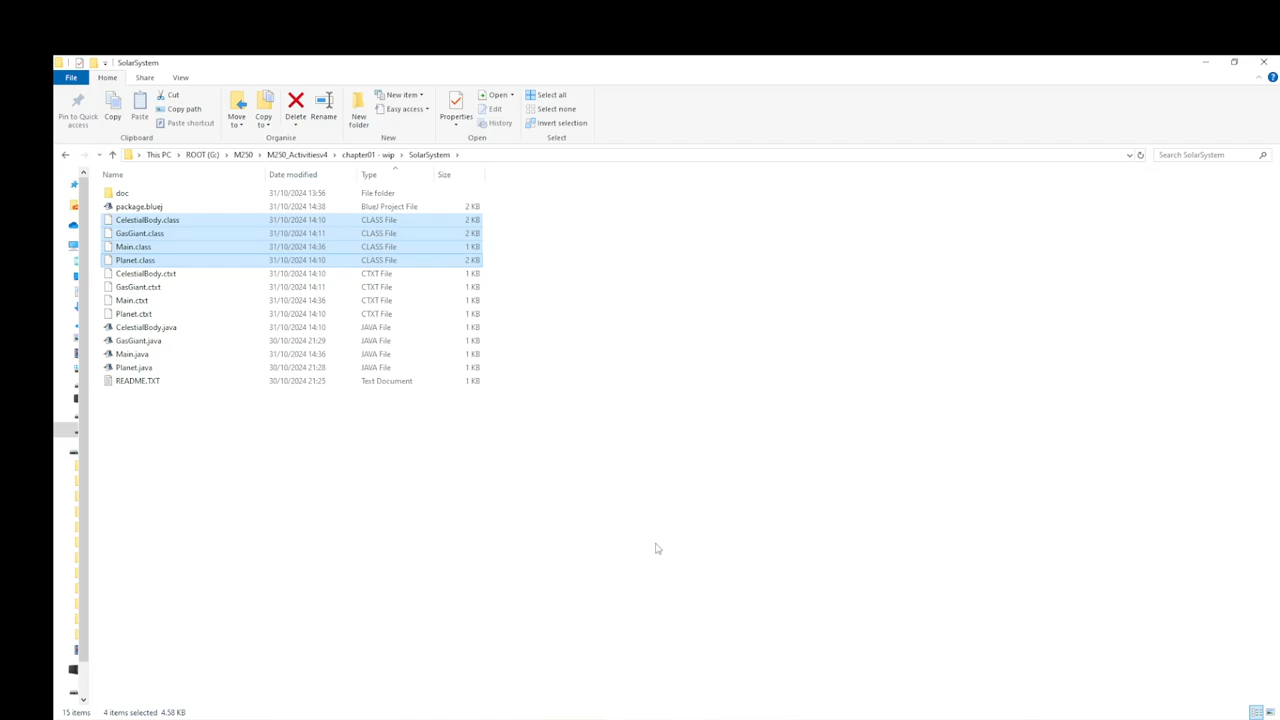 SolarSystem
File Home Share View
Pin to Quick access
Copy
Paste
Cut
Copy path
Paste shortcut
Clipboard
Move to
Copy to
Delete
Rename
Organise
New folder
New item
Easy access
New
Properties
Open
Edit
History
Open
Select all
Select none
Invert selection
Select
This PC > ROOT (G:) > M250 > M250_Activitiesv4 > chapter01 - wip > SolarSystem >
Search SolarSystem
Name Date modified Type Size
doc 31/10/2024 13:56 File folder
package.bluej 31/10/2024 14:38 BlueJ Project File 2 KB
CelestialBody.class 31/10/2024 14:10 CLASS File 2 KB
GasGiant.class 31/10/2024 14:11 CLASS File 2 KB
Main.class 31/10/2024 14:36 CLASS File 1 KB
Planet.class 31/10/2024 14:10 CLASS File 2 KB
CelestialBody.ctxt 31/10/2024 14:10 CTXT File 1 KB
GasGiant.ctxt 31/10/2024 14:11 CTXT File 1 KB
Main.ctxt 31/10/2024 14:36 CTXT File 1 KB
Planet.ctxt 31/10/2024 14:10 CTXT File 1 KB
CelestialBody.java 31/10/2024 14:10 JAVA File 1 KB
GasGiant.java 30/10/2024 21:29 JAVA File 1 KB
Main.java 31/10/2024 14:36 JAVA File 1 KB
Planet.java 30/10/2024 21:28 JAVA File 1 KB
README.TXT 30/10/2024 21:25 Text Document 1 KB
15 items 4 items selected 4.58 KB